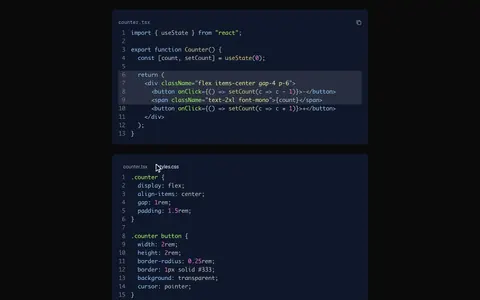 counter.tsx
1 import { useState } from "react";
2
3 export function Counter() {
4 const [count, setCount] = useState(0);
5
6 return (
7 <div className="flex items-center gap-4 p-6">
8 <button onClick={() => setCount(c => c - 1)}>-</button>
9 <span className="text-2xl font-mono">{count}</span>
10 <button onClick={() => setCount(c => c + 1)}>+</button>
11 </div>
12 );
13 }
counter.tsx styles.css
1 .counter {
2 display: flex;
3 align-items: center;
4 gap: 1rem;
5 padding: 1.5rem;
6 }
7
8 .counter button {
9 width: 2rem;
10 height: 2rem;
11 border-radius: 0.25rem;
12 border: 1px solid #333;
13 background: transparent;
14 cursor: pointer;
15 }